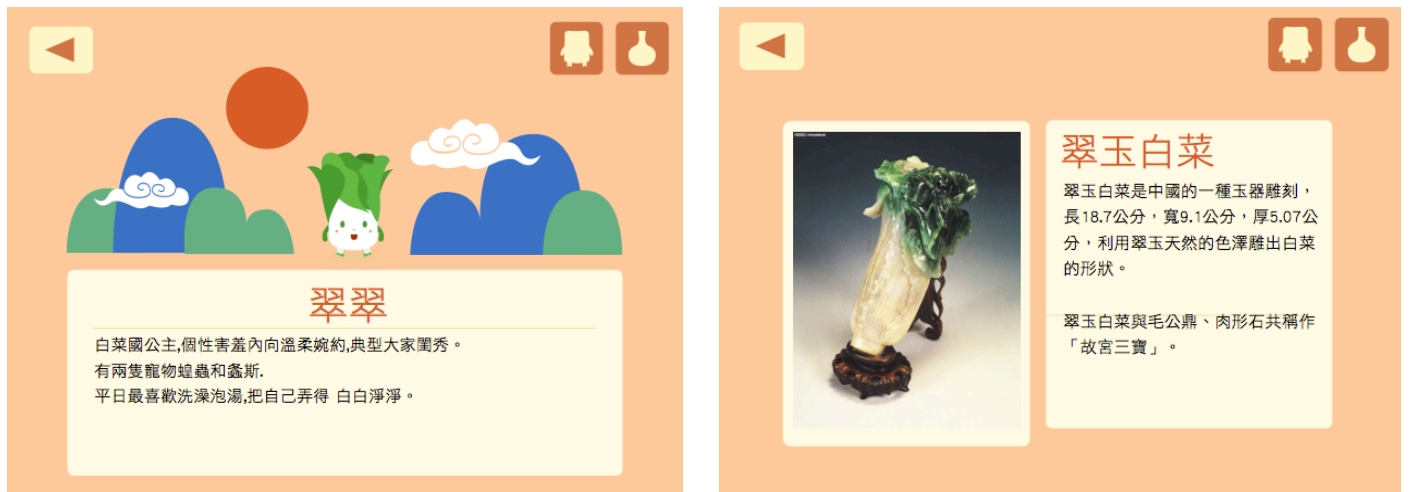 翠翠
白菜國公主,個性害羞內向溫柔婉約,典型大家閨秀。
有兩隻寵物蝗蟲和螽斯.
平日最喜歡洗澡泡湯,把自己弄得 白白淨淨。
翠玉白菜
翠玉白菜是中國的一種玉器雕刻，
長18.7公分，寬9.1公分，厚5.07公
分，利用翠玉天然的色澤雕出白菜
的形狀。
翠玉白菜與毛公鼎、肉形石共稱作
「故宮三寶」。